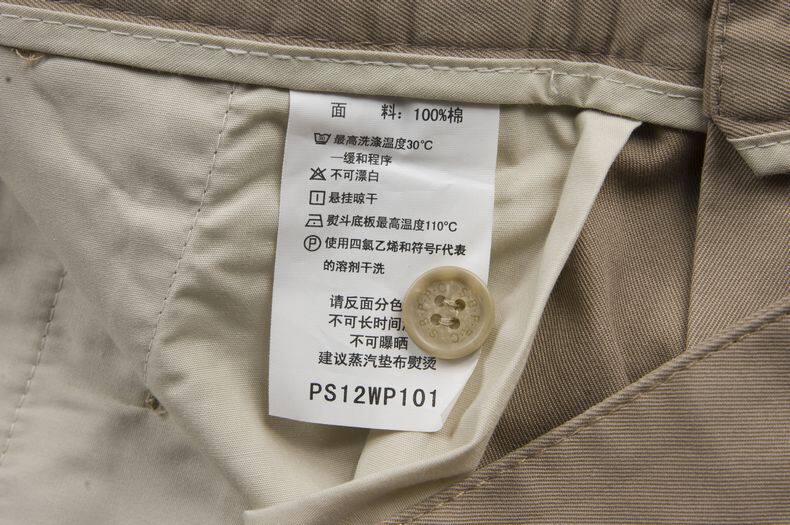 面 料：100%棉
最高洗涤温度30℃
—缓和程序
不可漂白
悬挂晾干
熨斗底板最高温度110℃
P 使用四氯乙烯和符号F代表
的溶剂干洗
请反面分色
不可长时间
不可曝晒
建议蒸汽垫布熨烫
PS12WP101